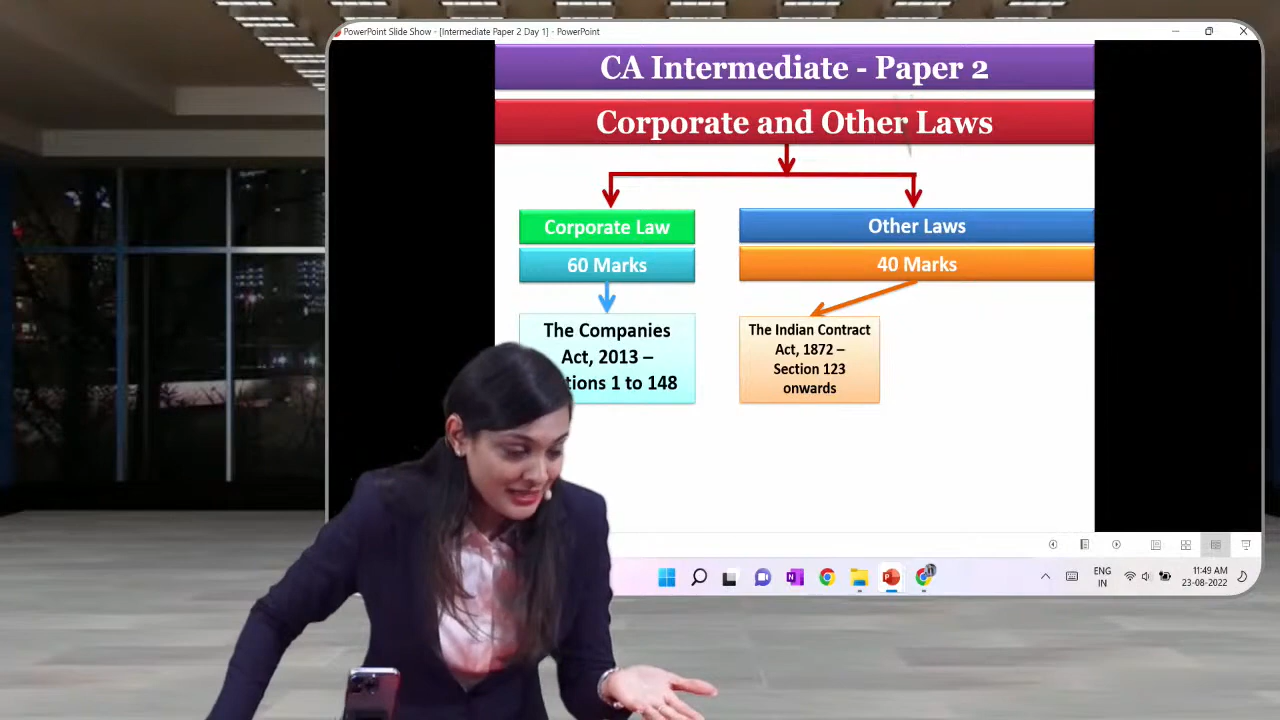 PowerPoint Slide Show - [Intermediate Paper 2 Day 1] - PowerPoint
CA Intermediate - Paper 2
Corporate and Other Laws
Corporate Law
Other Laws
60 Marks
40 Marks
The Companies
Act, 2013 –
tions 1 to 148
The Indian Contract
Act, 1872 –
Section 123
onwards
ENG
IN
11:49 AM
23-08-2022